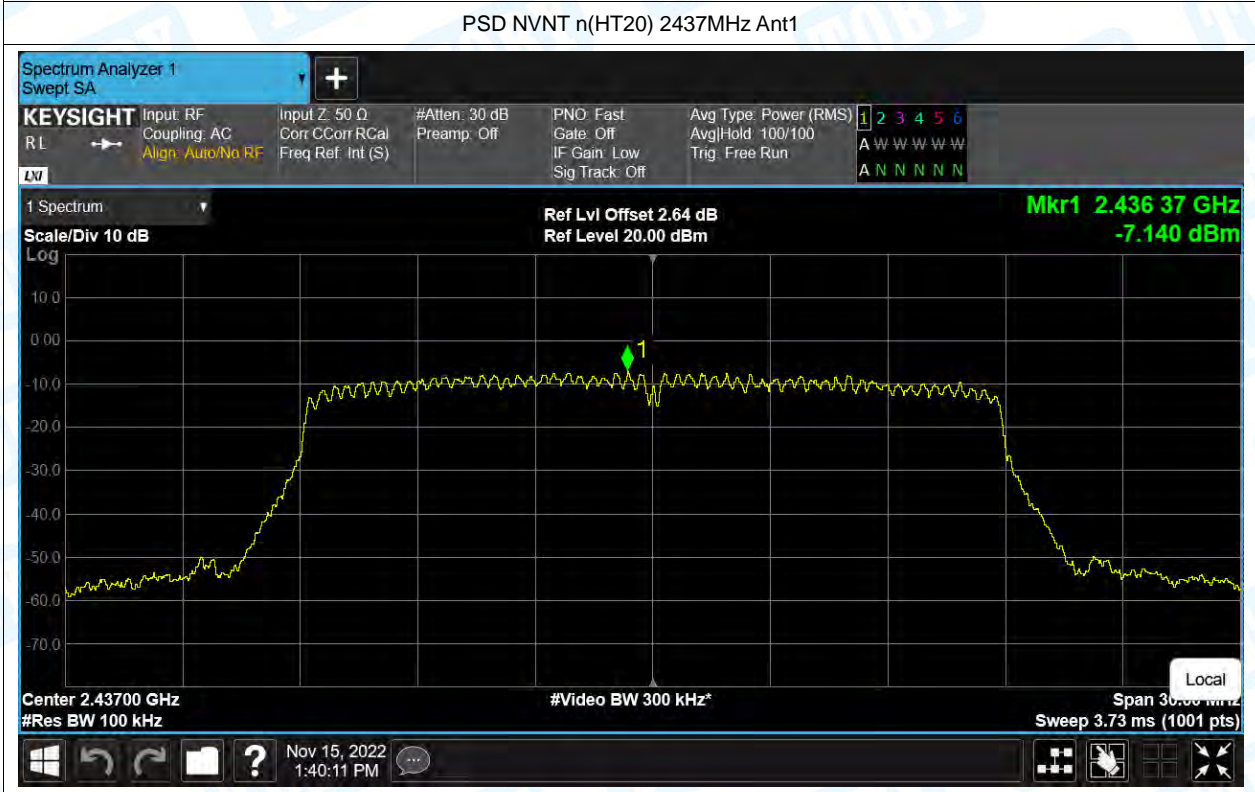 PSD NVNT n(HT20) 2437MHz Ant1
Spectrum Analyzer 1
Swept SA
KEYSIGHT
R L
LXI
Input: RF
Coupling: AC
Align: Auto/No RF
Input Z: 50 Ω
Corr CCorr RCal
Freq Ref: Int (S)
#Atten: 30 dB
Preamp: Off
PNO: Fast
Gate: Off
IF Gain: Low
Sig Track: Off
Avg Type: Power (RMS)
Avg|Hold: 100/100
Trig: Free Run
1 2 3 4 5 6
A W W W W W
A N N N N N
1 Spectrum
Scale/Div 10 dB
Log
Ref Lvl Offset 2.64 dB
Ref Level 20.00 dBm
Mkr1 2.436 37 GHz
-7.140 dBm
10.0
0.00
1
-10.0
-20.0
-30.0
-40.0
-50.0
-60.0
-70.0
Local
Center 2.43700 GHz
#Res BW 100 kHz
#Video BW 300 kHz*
Span 30.00 MHz
Sweep 3.73 ms (1001 pts)
?
Nov 15, 2022
1:40:11 PM